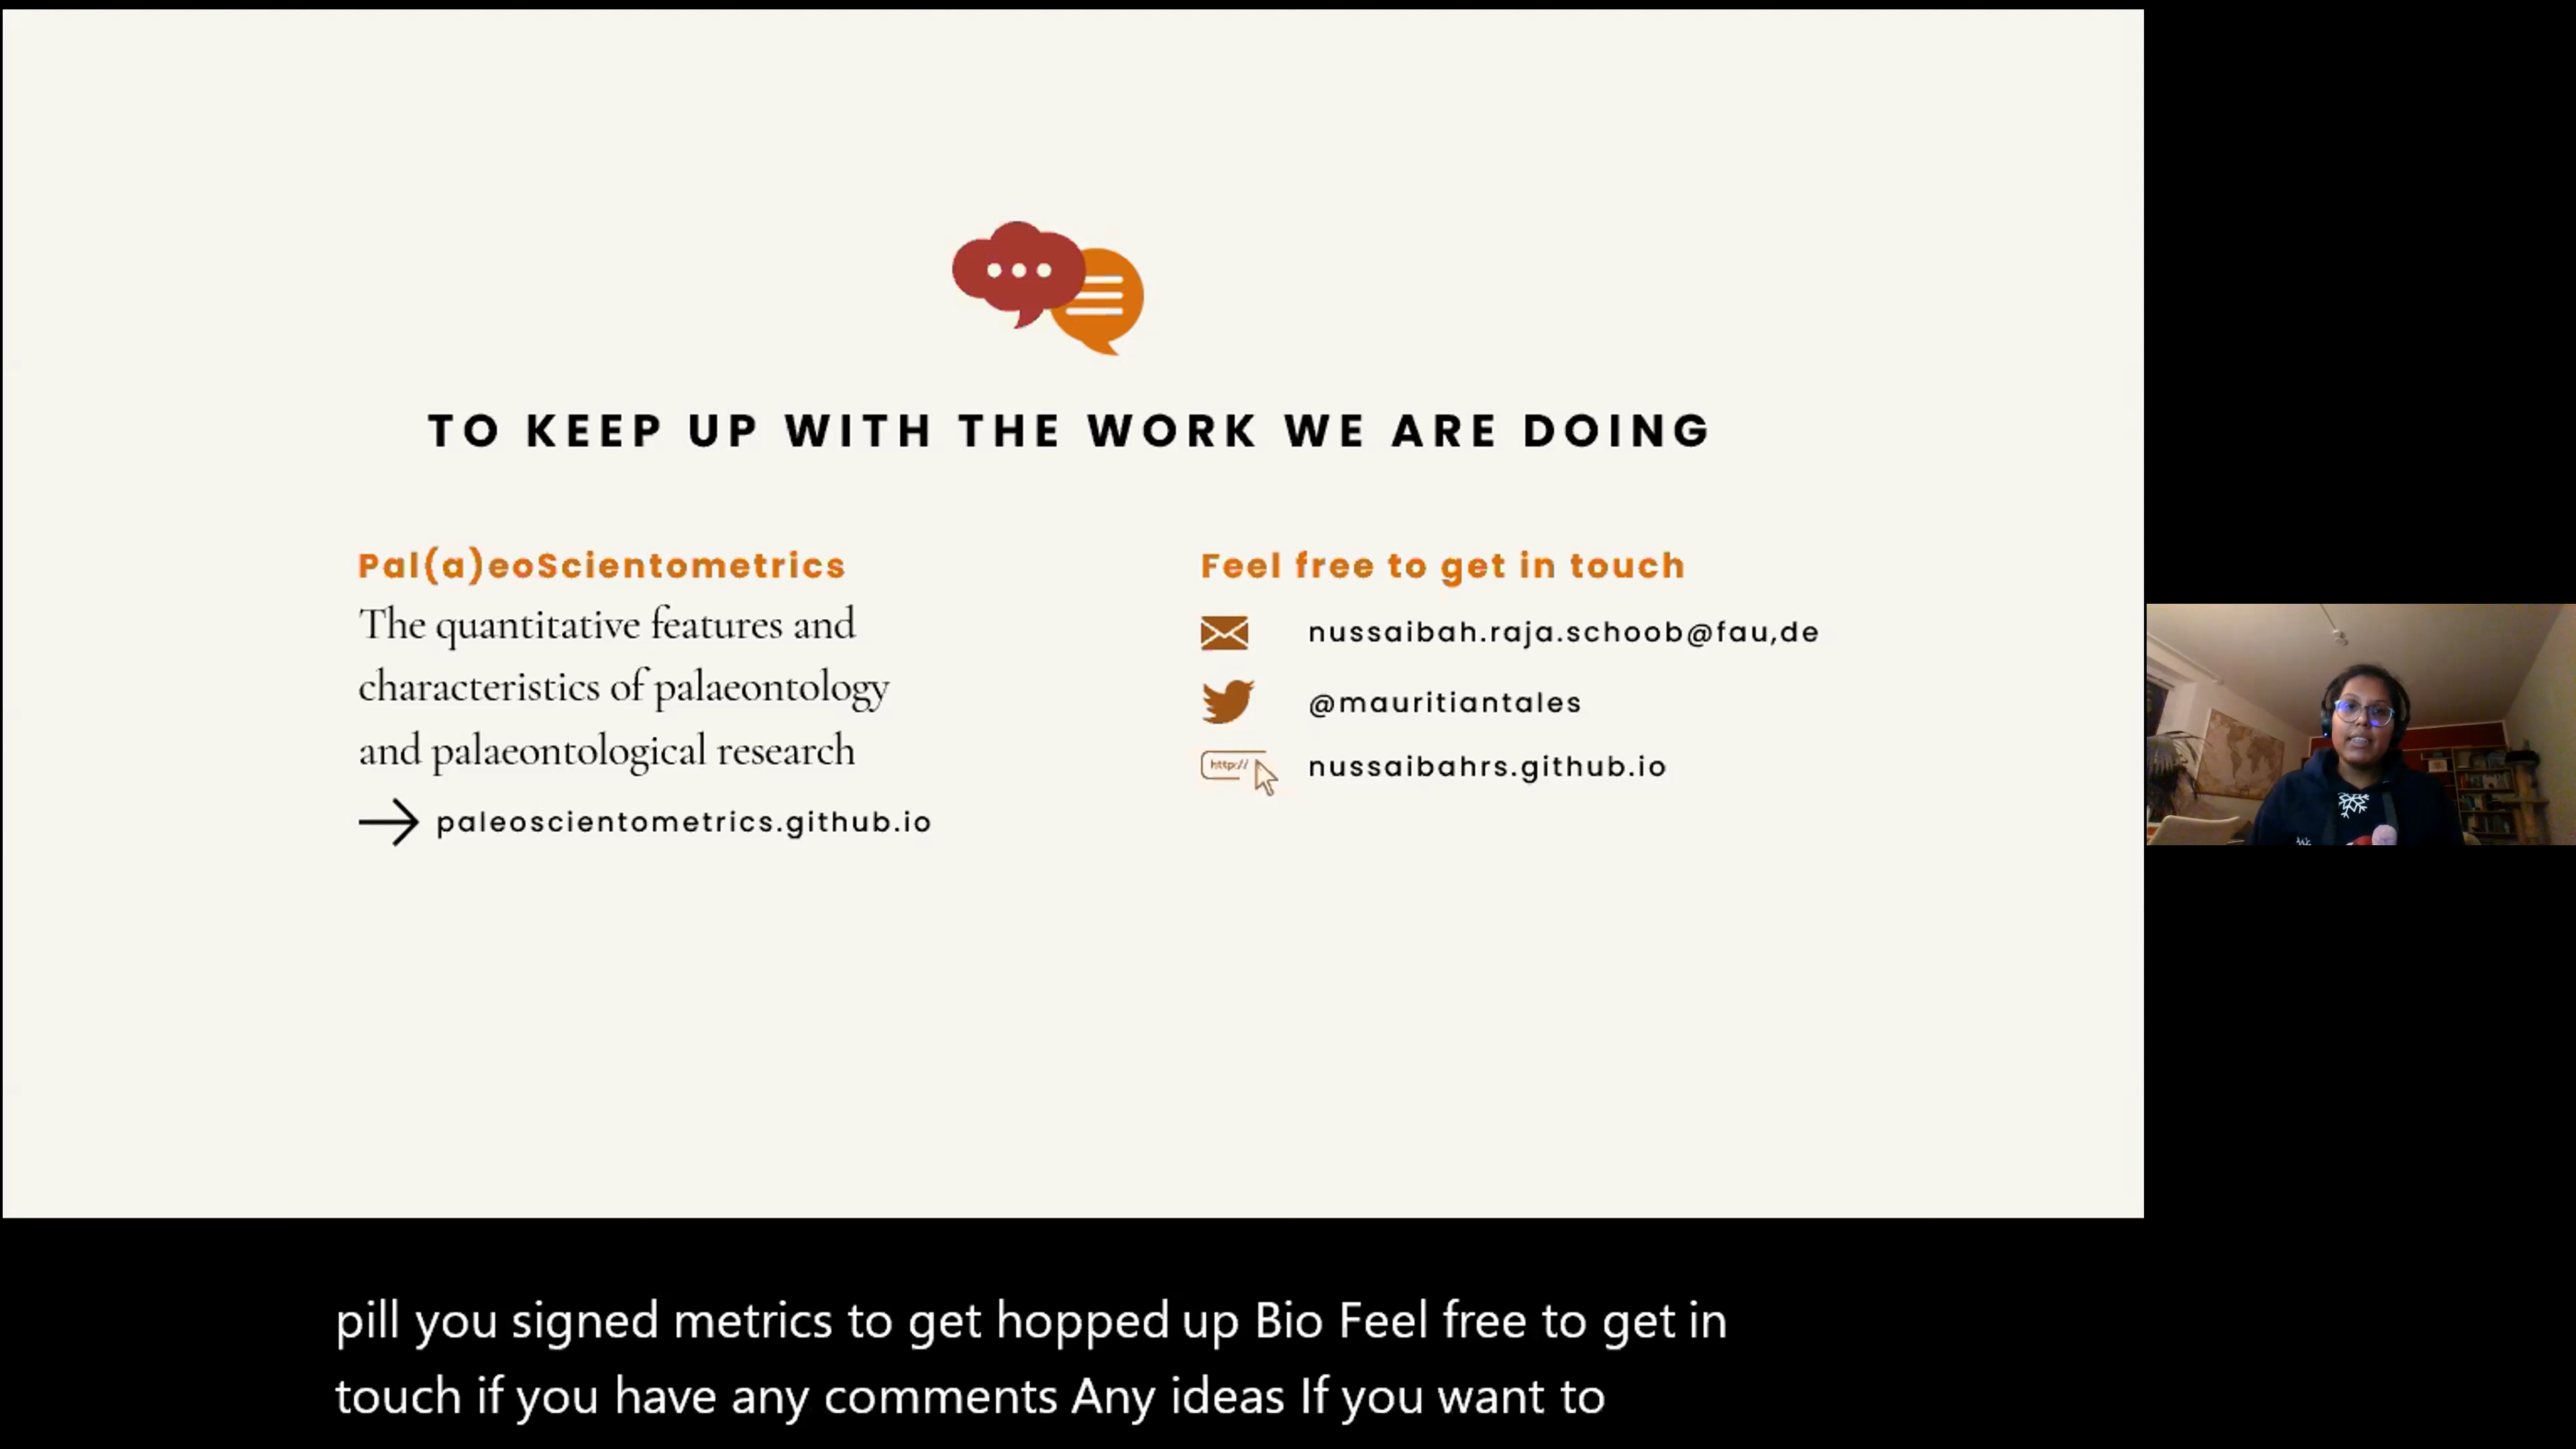 TO KEEP UP WITH THE WORK WE ARE DOING
Pal(a)eoScientometrics
The quantitative features and
characteristics of palaeontology
and palaeontological research
paleoscientometrics.github.io
Feel free to get in touch
nussaibah.raja.schoob@fau,de
@mauritiantales
http://
nussaibahrs.github.io
pill you signed metrics to get hopped up Bio Feel free to get in
touch if you have any comments Any ideas If you want to